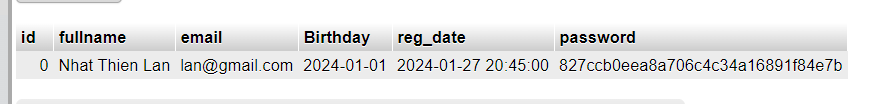 id fullname email Birthday reg_date password
0 Nhat Thien Lan lan@gmail.com 2024-01-01 2024-01-27 20:45:00 827ccb0eea8a706c4c34a16891f84e7b